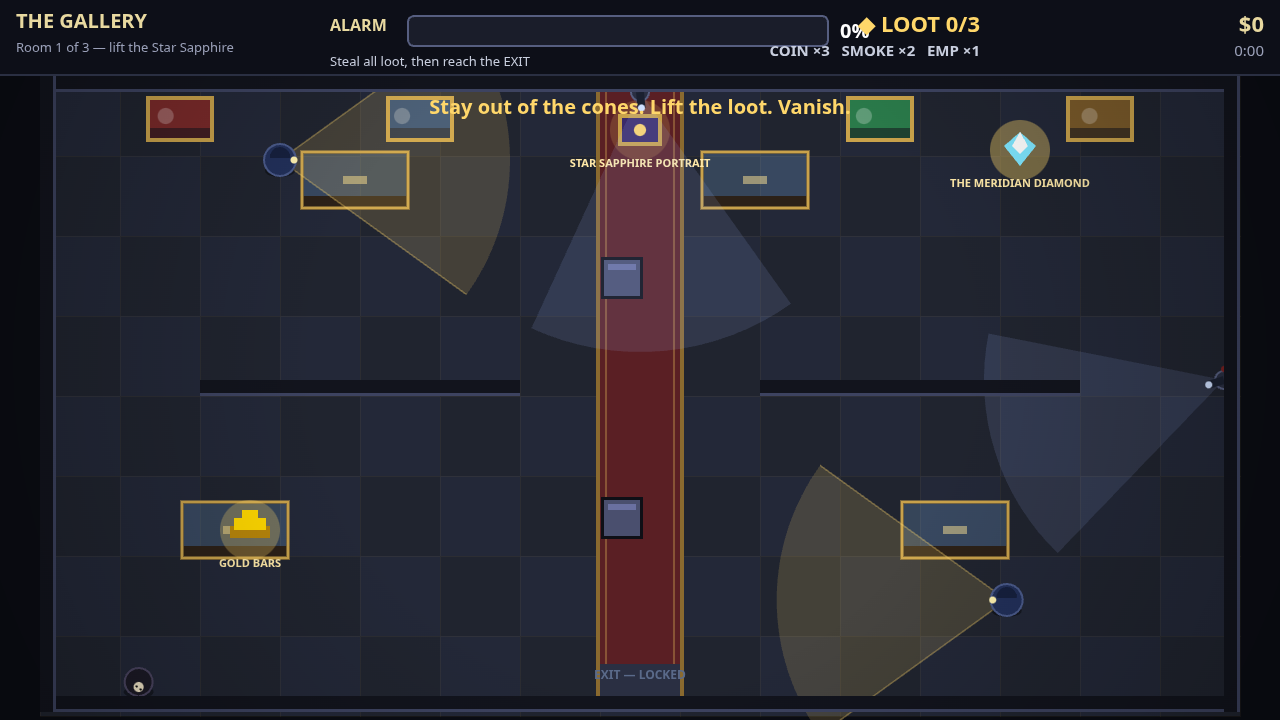 THE GALLERY
Room 1 of 3 — lift the Star Sapphire
ALARM
0%
Steal all loot, then reach the EXIT
LOOT 0/3
COIN ×3 SMOKE ×2 EMP ×1
$0
0:00
Stay out of the cones. Lift the loot. Vanish.
STAR SAPPHIRE PORTRAIT
THE MERIDIAN DIAMOND
GOLD BARS
EXIT — LOCKED